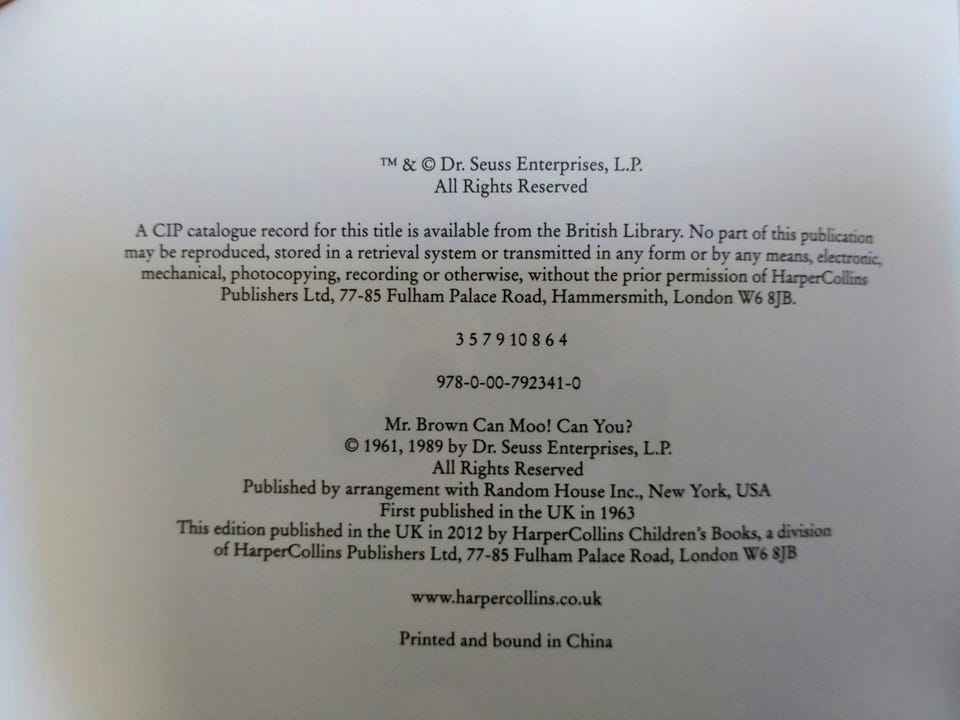 ™ & © Dr. Seuss Enterprises, L.P.
All Rights Reserved
A CIP catalogue record for this title is available from the British Library. No part of this publication
may be reproduced, stored in a retrieval system or transmitted in any form or by any means, electronic,
mechanical, photocopying, recording or otherwise, without the prior permission of HarperCollins
Publishers Ltd, 77-85 Fulham Palace Road, Hammersmith, London W6 8JB.
3 5 7 9 10 8 6 4
978-0-00-792341-0
Mr. Brown Can Moo! Can You?
© 1961, 1989 by Dr. Seuss Enterprises, L.P.
All Rights Reserved
Published by arrangement with Random House Inc., New York, USA
First published in the UK in 1963
This edition published in the UK in 2012 by HarperCollins Children's Books, a division
of HarperCollins Publishers Ltd, 77-85 Fulham Palace Road, London W6 8JB
www.harpercollins.co.uk
Printed and bound in China